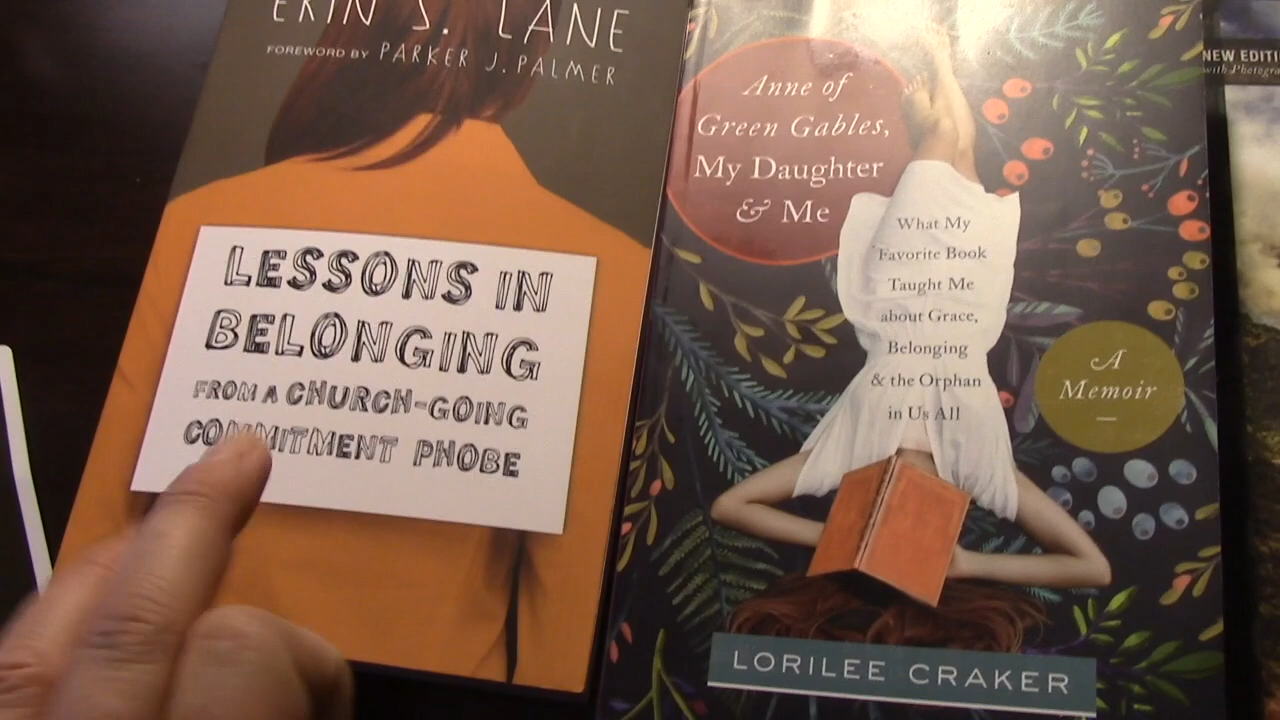 ERIN S. LANE
FOREWORD BY PARKER J. PALMER
LESSONS IN
BELONGING
FROM A CHURCH-GOING
COMMITMENT PHOBE
Anne of
Green Gables,
My Daughter
& Me
What My
Favorite Book
Taught Me
about Grace,
Belonging
& the Orphan
in Us All
A
Memoir
LORILEE CRAKER
NEW EDITI
with Photogra